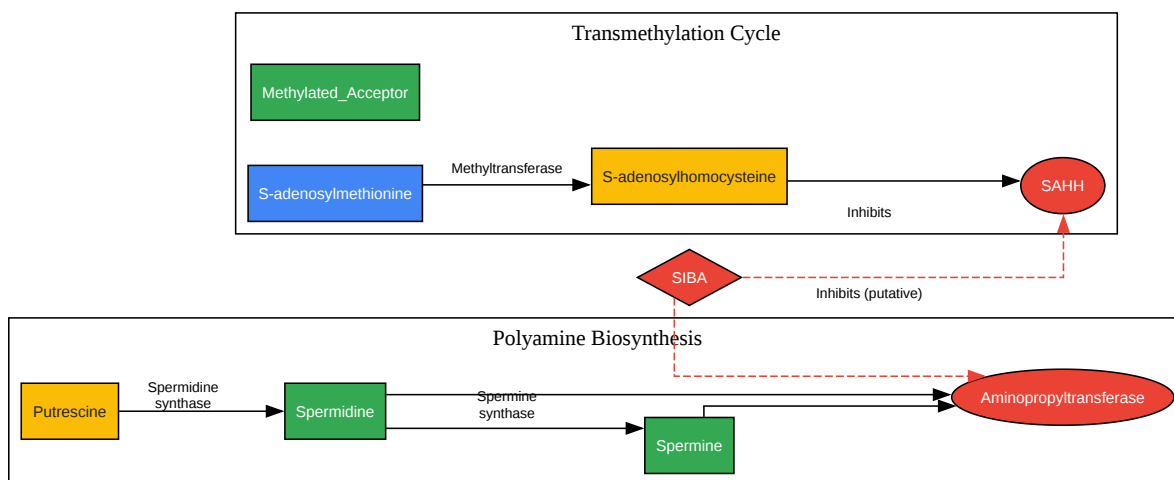 Transmethylation Cycle
Methylated_Acceptor
S-adenosylmethionine
Methyltransferase
S-adenosylhomocysteine
Inhibits
SAHH
SIBA
Inhibits (putative)
Polyamine Biosynthesis
Putrescine
Spermidine
synthase
Spermidine
Spermine
synthase
Spermine
Aminopropyltransferase